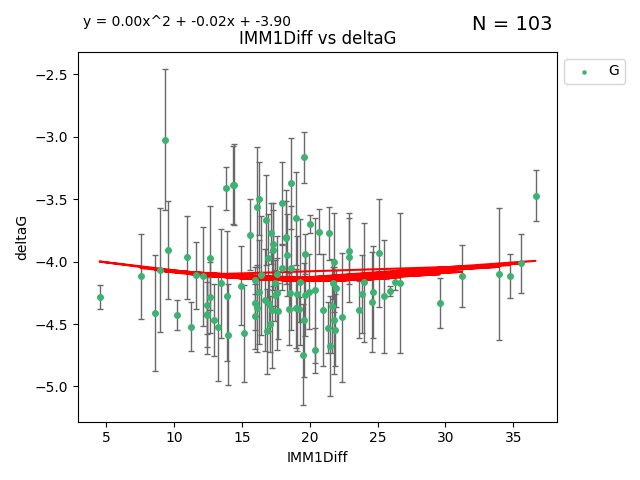 y = 0.00x^2 + -0.02x + -3.90
N = 103
IMM1Diff vs deltaG
G
deltaG
−2.5
−3.0
−3.5
−4.0
−4.5
−5.0
5 10 15 20 25 30 35
IMM1Diff